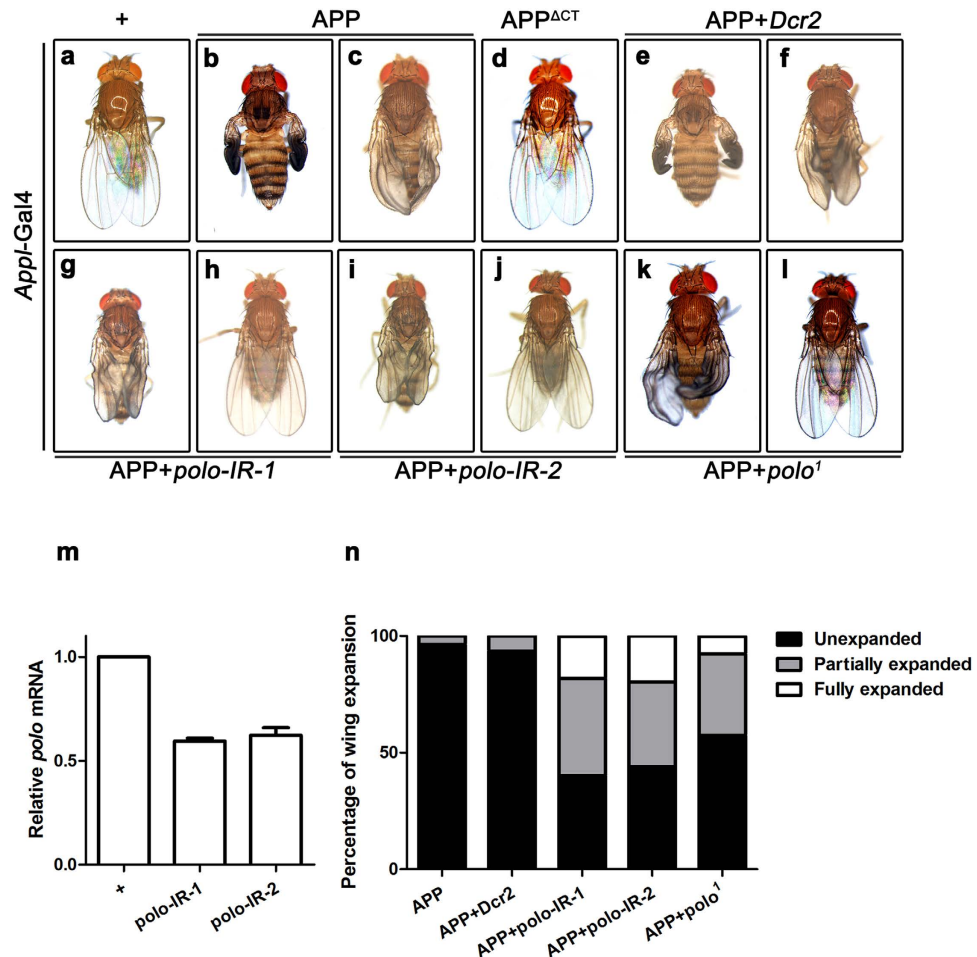 + APP APPΔCT APP+Dcr2
Appl-Gal4
a b c d e f
g h i j k l
APP+polo-IR-1 APP+polo-IR-2 APP+polo1
m n
Relative polo mRNA
1.0
0.5
0.0
+ polo-IR-1 polo-IR-2
Percentage of wing expansion
100
50
0
APP APP+Dcr2 APP+polo-IR-1 APP+polo-IR-2 APP+polo1
Unexpanded
Partially expanded
Fully expanded